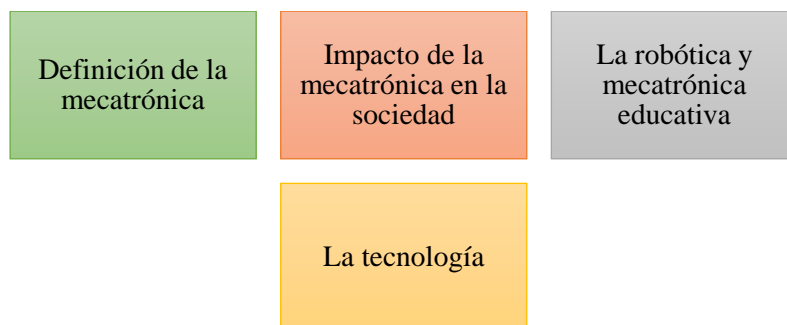 Definición de la
mecatrónica
Impacto de la
mecatrónica en la
sociedad
La robótica y
mecatrónica
educativa
La tecnología